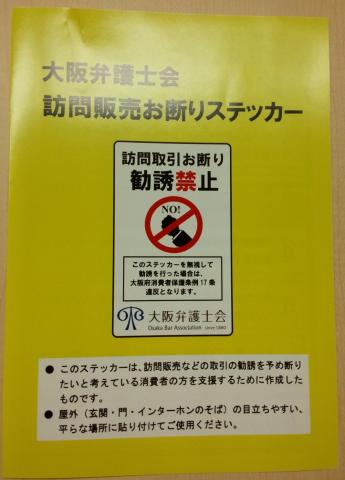 大阪弁護士会
訪問販売お断りステッカー
訪問取引お断り
勧誘禁止
NO!
このステッカーを無視して
勧誘を行った場合は、
大阪府消費者保護条例17条
違反となります。
大阪弁護士会
Osaka Bar Association since 1880
● このステッカーは、訪問販売などの取引の勧誘を予め断り
たいと考えている消費者の方を支援するために作成した
ものです。
●屋外（玄関・門・インターホンのそば）の目立ちやすい、
平らな場所に貼り付けてご使用ください。